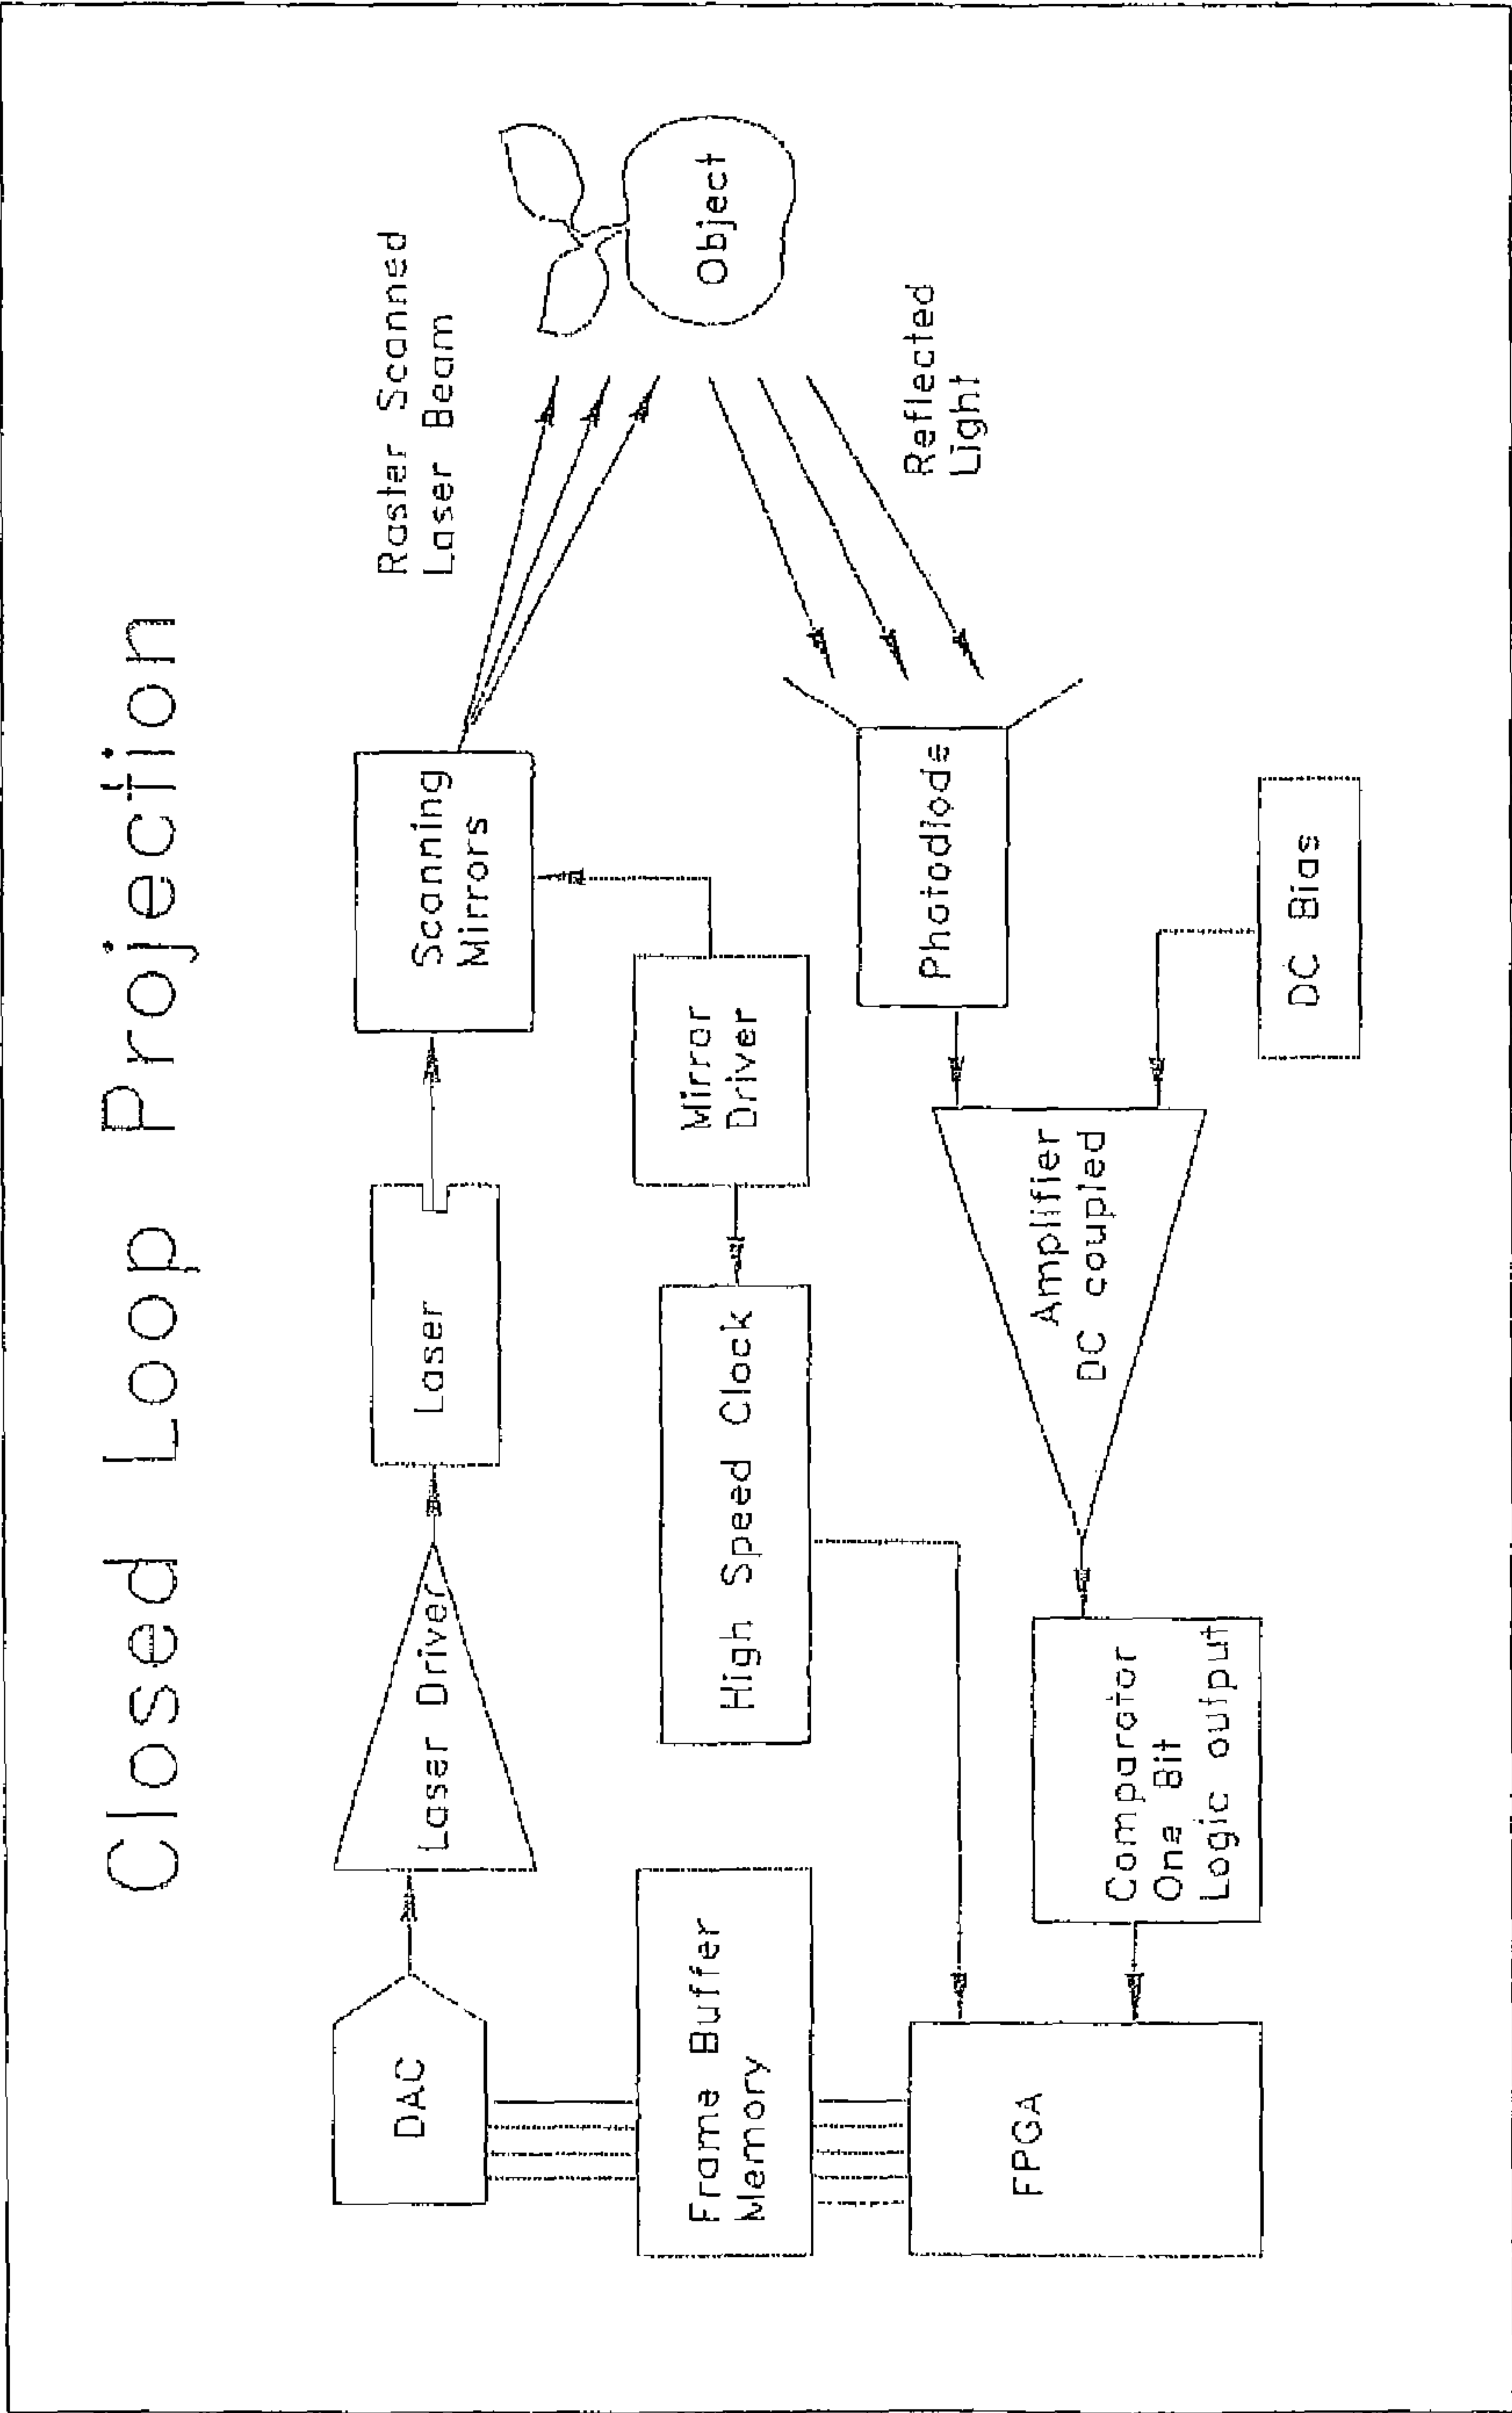 Closed Loop Projection
Raster Scanned
Laser Beam
DAC
Laser Driver
Laser
Scanning
Mirrors
Object
Frame Buffer
Memory
High Speed Clock
Mirror
Driver
Reflected
Light
Photodiode
FPGA
Comparator
One Bit
Logic output
Amplifier
DC coupled
DC Bias